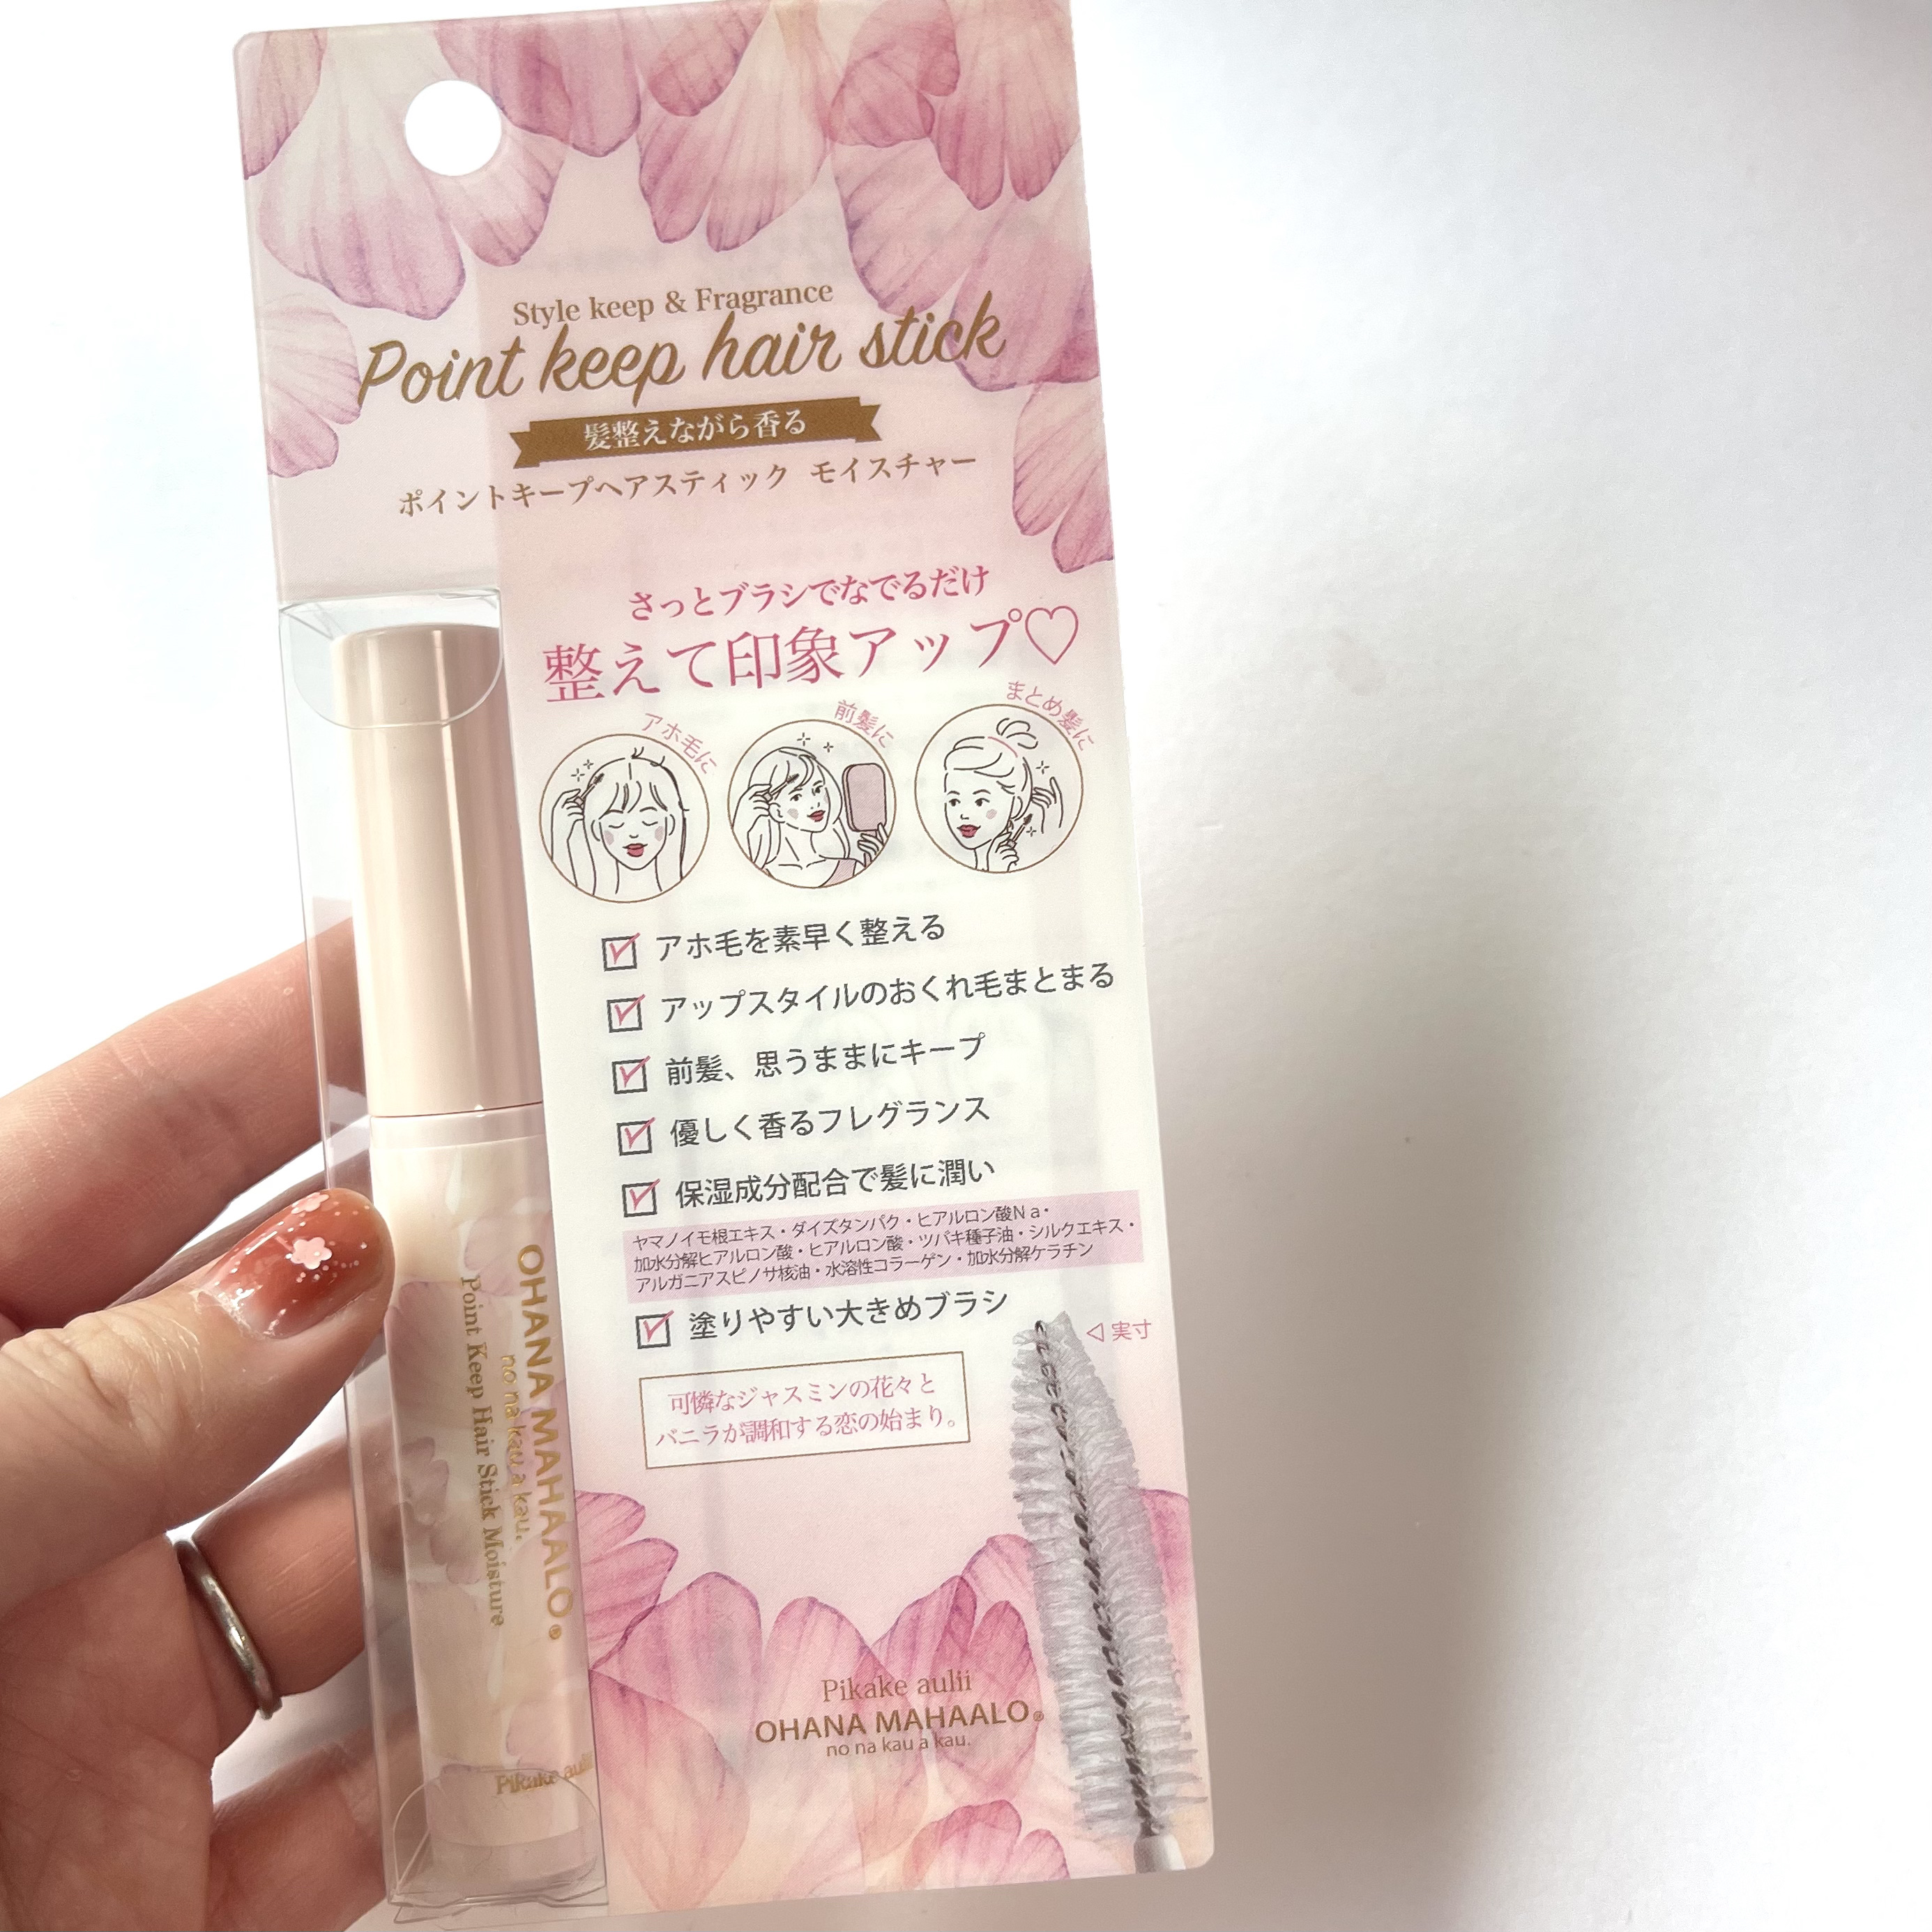 Style keep & Fragrance
Point keep hair stick
髪整えながら香る
ポイントキープヘアスティック モイスチャー
さっとブラシでなでるだけ
整えて印象アップ♡
アホ毛に
前髪に
まとめ髪に
アホ毛を素早く整える
アップスタイルのおくれ毛まとまる
前髪、思うままにキープ
優しく香るフレグランス
保湿成分配合で髪に潤い
ヤマノイモ根エキス・ダイズタンパク・ヒアルロン酸Na・
加水分解ヒアルロン酸・ヒアルロン酸・ツバキ種子油・シルクエキス・
アルガニアスピノサ核油・水溶性コラーゲン・加水分解ケラチン
塗りやすい大きめブラシ
◁実寸
可憐なジャスミンの花々と
バニラが調和する恋の始まり。
Pikake aulii
OHANA MAHAALO®
no na kau a kau.
OHANA MAHAALO®
no na kau a kau.
Point Keep Hair Stick Moisture
Pikake aulii